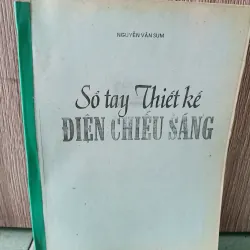 NGUYỄN VĂN SUM
Sổ tay Thiết kế
ĐIỆN CHIẾU SÁNG